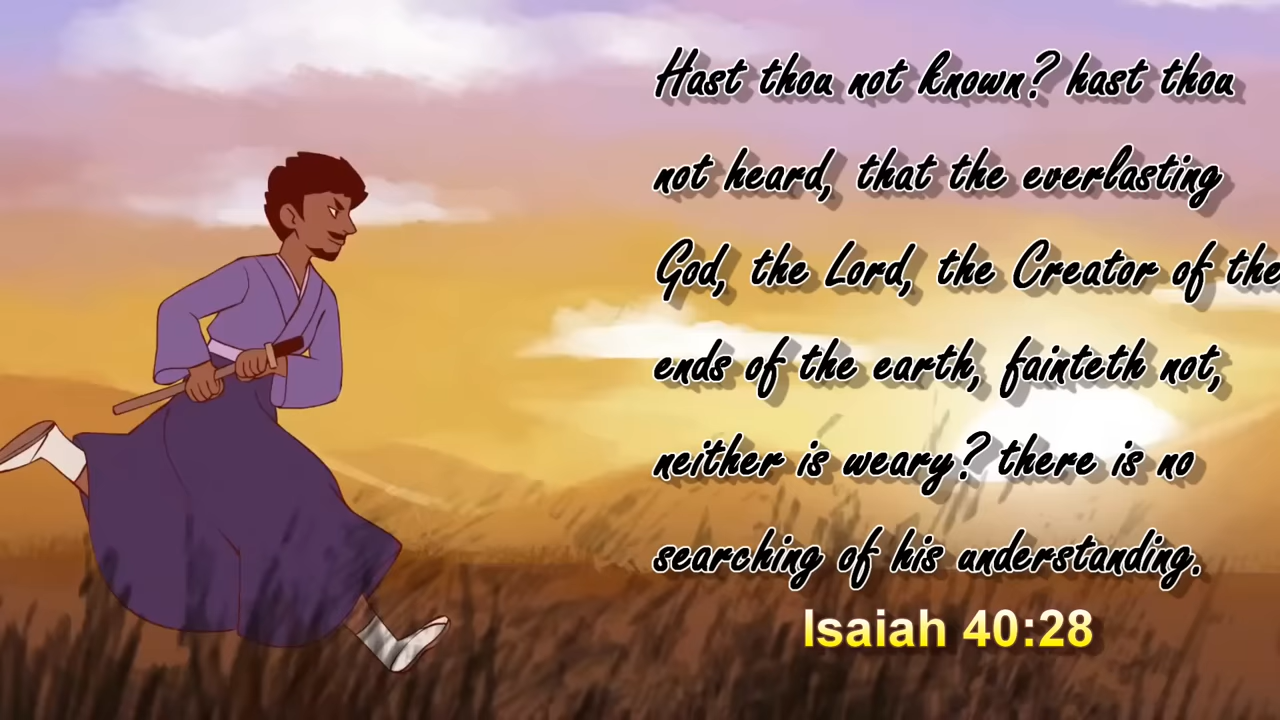 Hast thou not known? hast thou
not heard, that the everlasting
God, the Lord, the Creator of the
ends of the earth, fainteth not,
neither is weary? there is no
searching of his understanding.
Isaiah 40:28